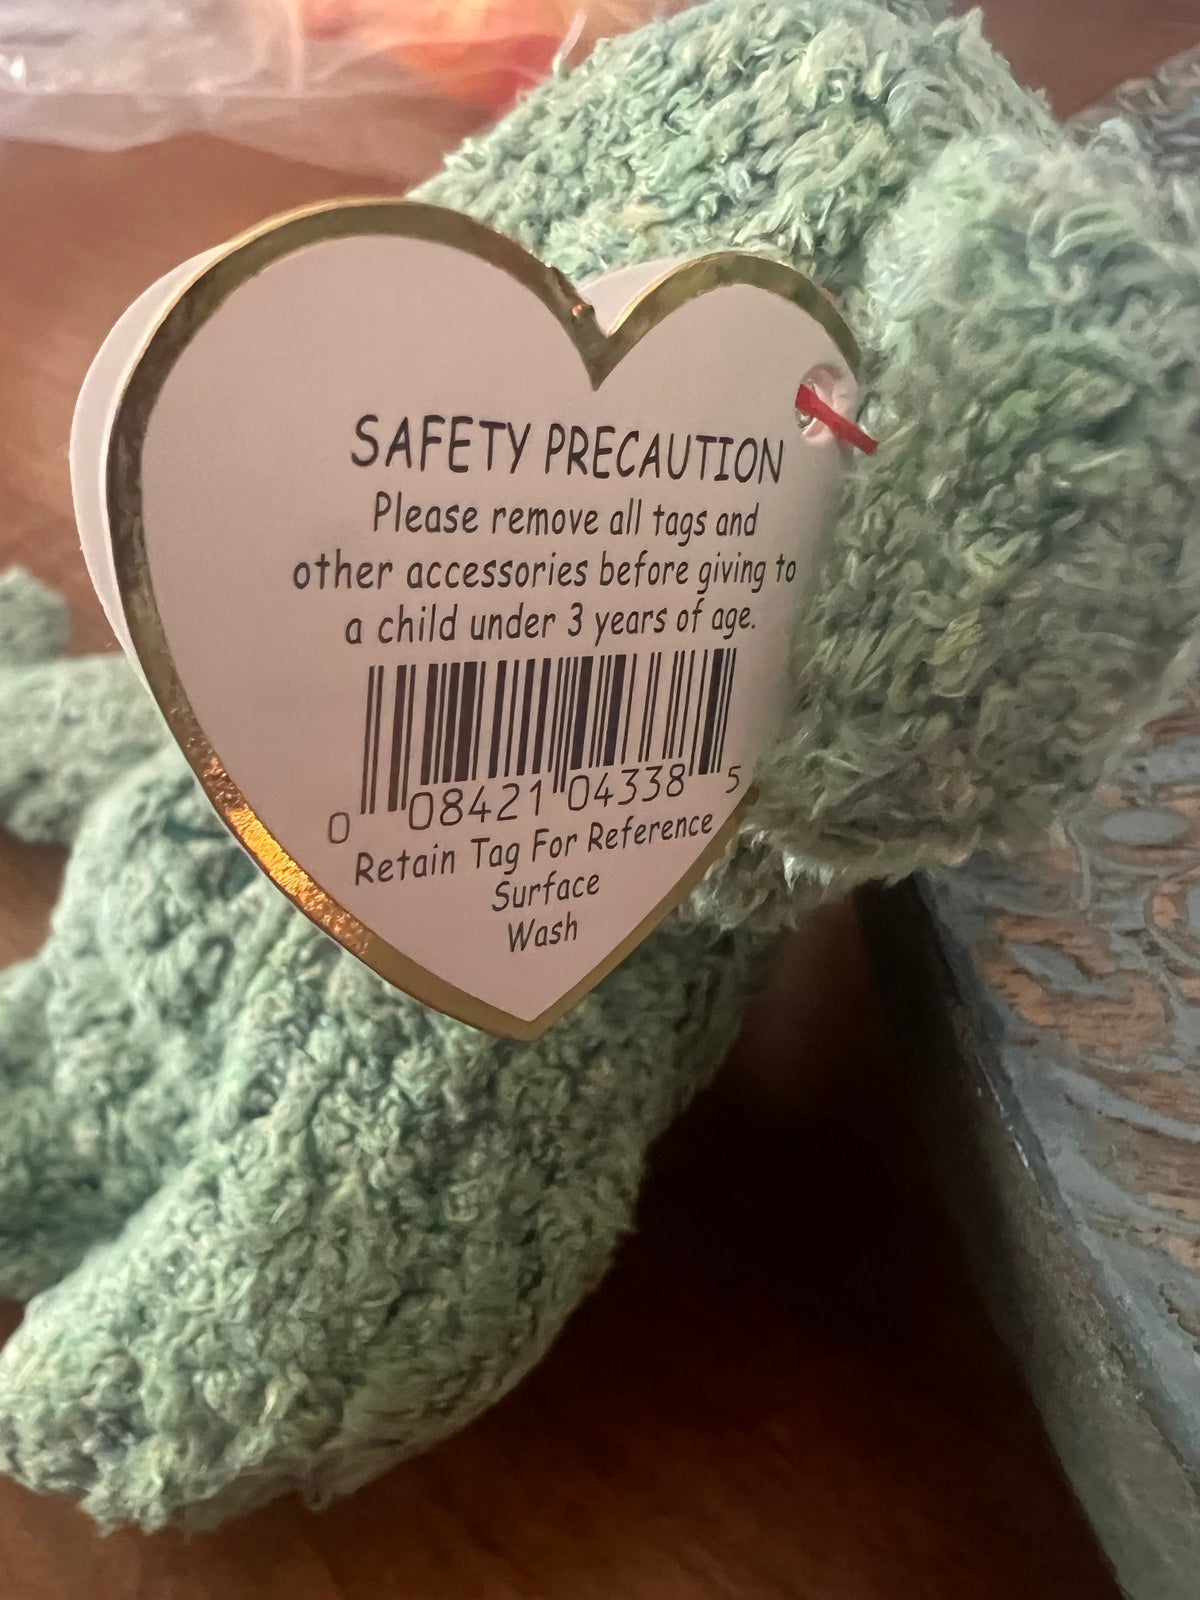 SAFETY PRECAUTION
Please remove all tags and
other accessories before giving to
a child under 3 years of age.
0 08421 04338 5
Retain Tag For Reference
Surface
Wash